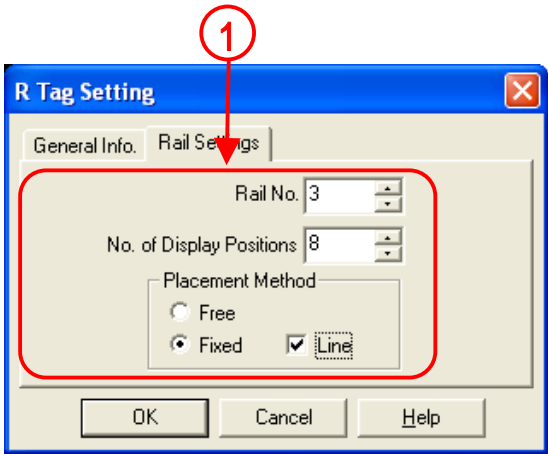 1
R Tag Setting
General Info. Rail Settings
Rail No. 3
No. of Display Positions 8
Placement Method
Free
Fixed Line
OK Cancel Help